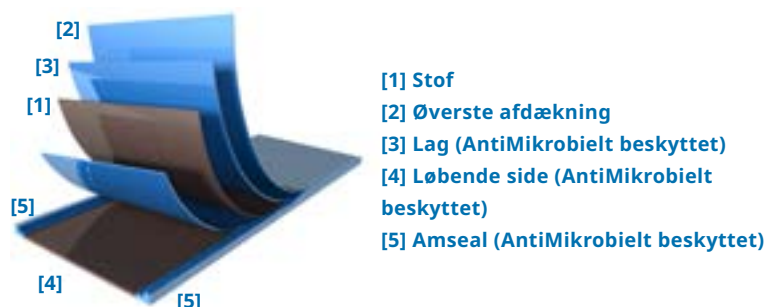 [2]
[3]
[1]
[5]
[4]
[5]
[1] Stof
[2] Øverste afdækning
[3] Lag (AntiMikrobielt beskyttet)
[4] Løbende side (AntiMikrobielt
beskyttet)
[5] Amseal (AntiMikrobielt beskyttet)